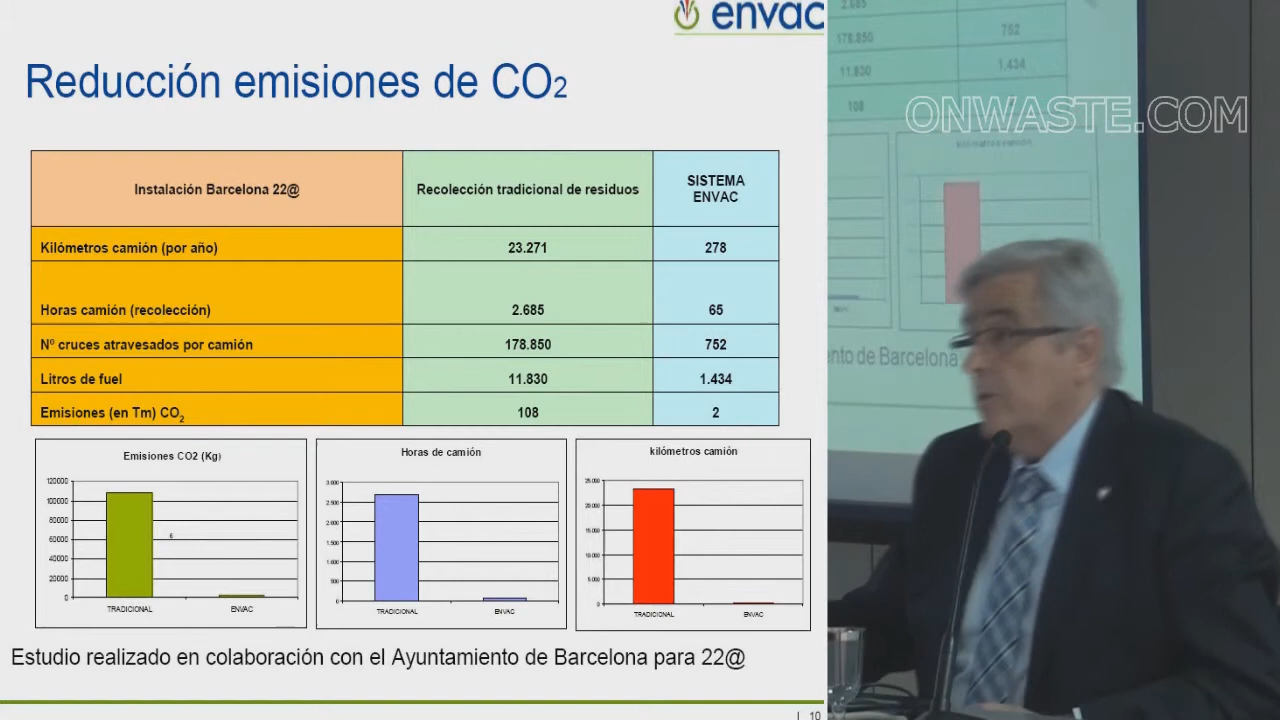 envac
Reducción emisiones de CO2
Instalación Barcelona 22@
Recolección tradicional de residuos
SISTEMA
ENVAC
Kilómetros camión (por año)
23.271
278
Horas camión (recolección)
2.685
65
Nº cruces atravesados por camión
178.850
752
Litros de fuel
11.830
1.434
Emisiones (en Tm) CO2
108
2
Emisiones CO2 (Kg)
120000
100000
80000
60000
40000
20000
0
6
TRADICIONAL
ENVAC
Horas de camión
3.000
2.500
2.000
1.500
1.000
500
0
TRADICIONAL
ENVAC
kilómetros camión
25.000
20.000
15.000
10.000
5.000
0
TRADICIONAL
ENVAC
Estudio realizado en colaboración con el Ayuntamiento de Barcelona para 22@
| 10
ONWASTE.COM
2.685
178.850
752
11.830
1.434
108
nto de Barcelona